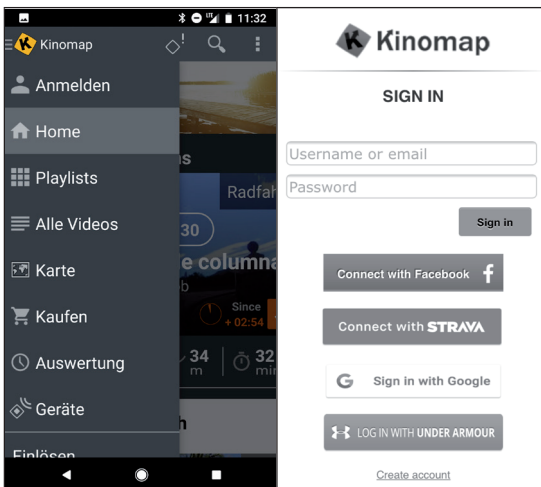 11:32
Kinomap
Anmelden
Home
Playlists
Alle Videos
Karte
Kaufen
Auswertung
Geräte
Einlösen
Radfah
30
e columna
Since
+ 02:54
34
m
32
min
Kinomap
SIGN IN
Username or email
Password
Sign in
Connect with Facebook
Connect with STRAVA
Sign in with Google
LOG IN WITH UNDER ARMOUR
Create account